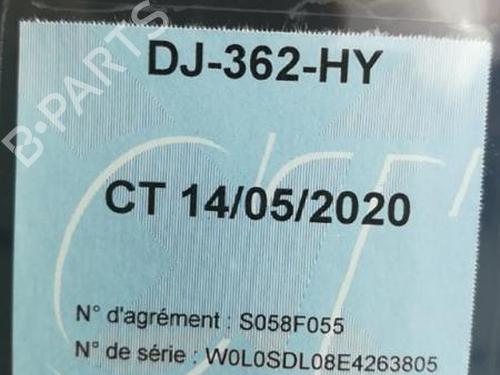 B-PARTS
DJ-362-HY
CT 14/05/2020
N° d'agrément : S058F055
N° de série : W0L0SDL08E4263805